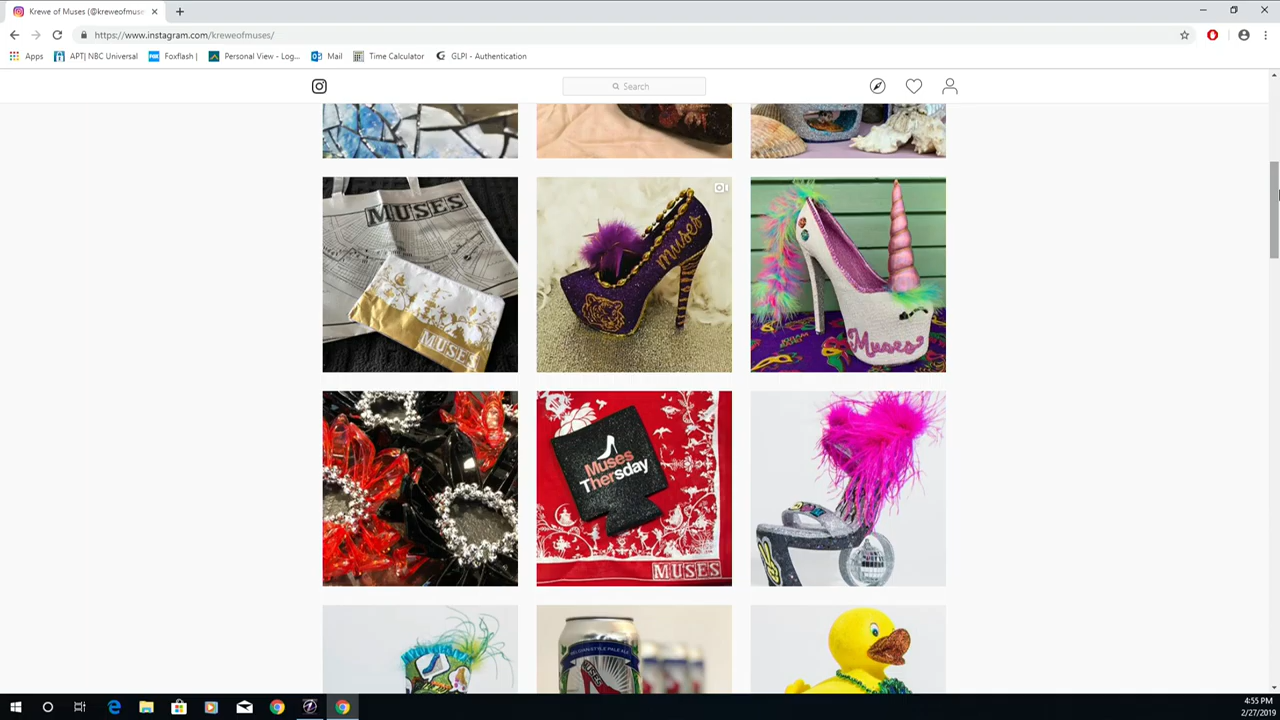 Krewe of Muses (@kreweofmuse
https://www.instagram.com/kreweofmuses/
Apps
APT| NBC Universal
Foxflash |
Personal View - Log...
Mail
Time Calculator
GLPI - Authentication
Search
MUSES
MUSES
muses
Muses
Muses
Thersday
MUSES
4:55 PM
2/27/2019